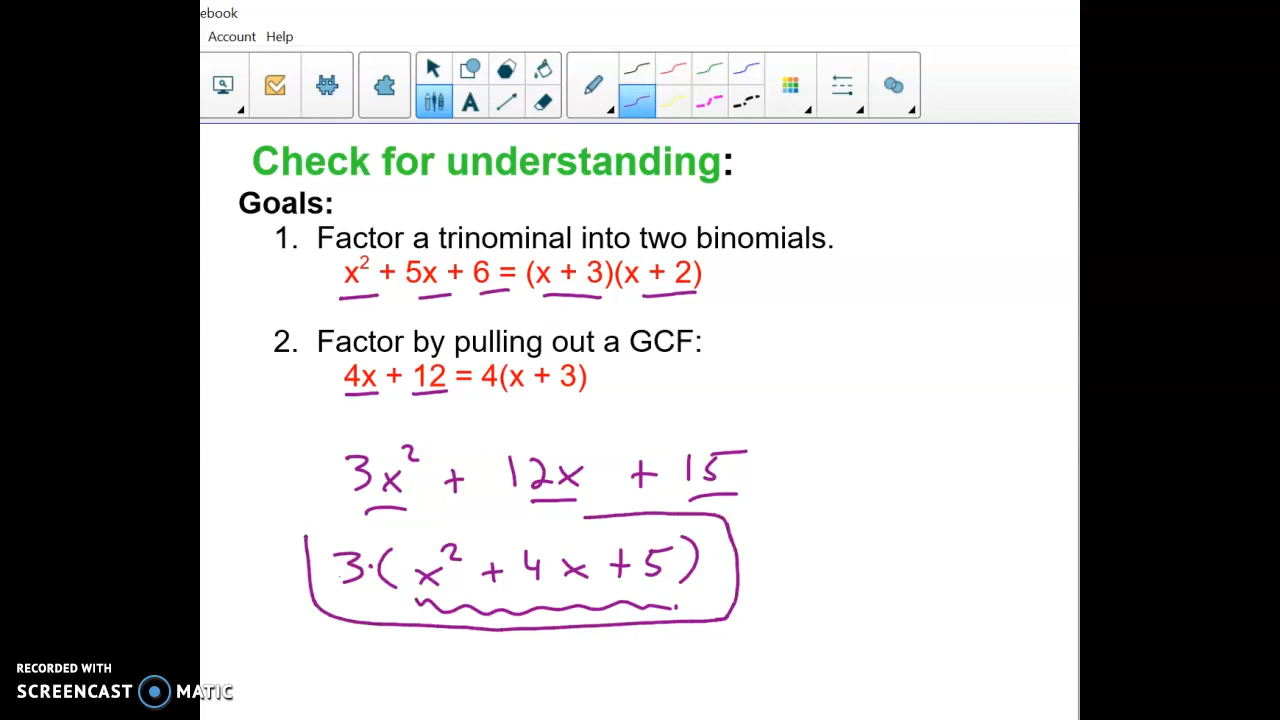 ebook
Account Help
Check for understanding:
Goals:
1. Factor a trinominal into two binomials.
x² + 5x + 6 = (x + 3)(x + 2)
2. Factor by pulling out a GCF:
4x + 12 = 4(x + 3)
3x² + 12x + 15
3·(x² + 4x + 5)
RECORDED WITH
SCREENCAST MATIC